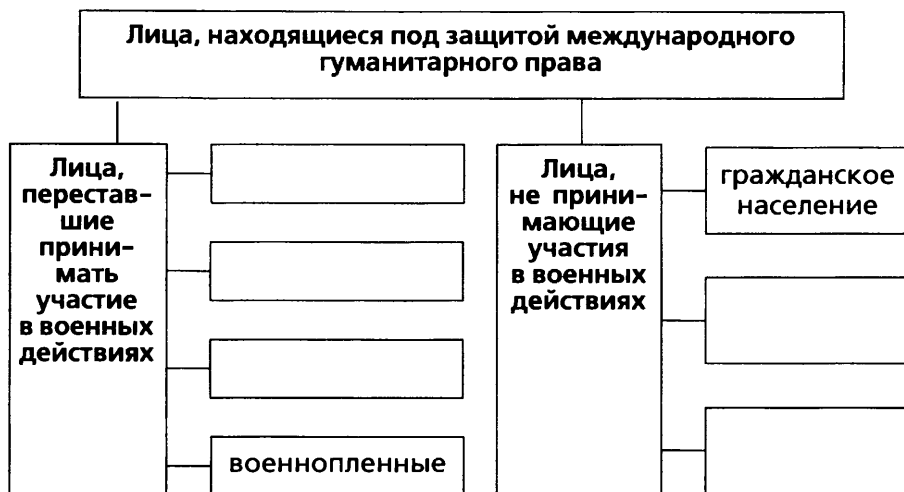 Лица, находящиеся под защитой международного
гуманитарного права
Лица,
перестав-
шие
прини-
мать
участие
в военных
действиях
военнопленные
Лица,
не прини-
мающие
участия
в военных
действиях
гражданское
население